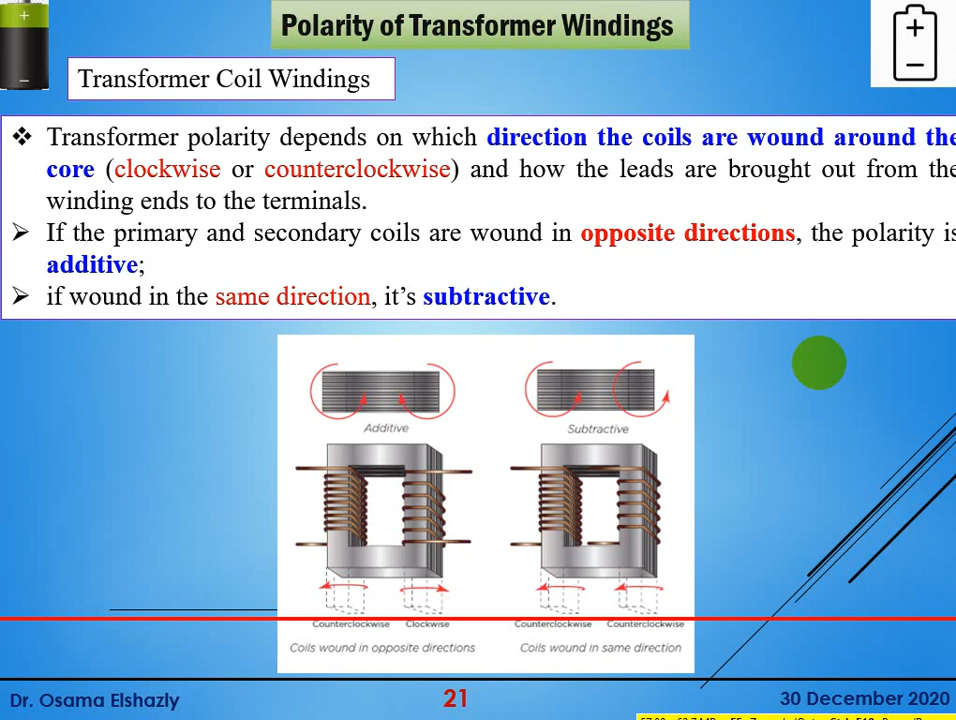 Polarity of Transformer Windings
Transformer Coil Windings
❖ Transformer polarity depends on which direction the coils are wound around the
core (clockwise or counterclockwise) and how the leads are brought out from the
winding ends to the terminals.
➢ If the primary and secondary coils are wound in opposite directions, the polarity is
additive;
➢ if wound in the same direction, it's subtractive.
Additive
Subtractive
Counterclockwise Clockwise
Counterclockwise Counterclockwise
Coils wound in opposite directions
Coils wound in same direction
Dr. Osama Elshazly
21
30 December 2020